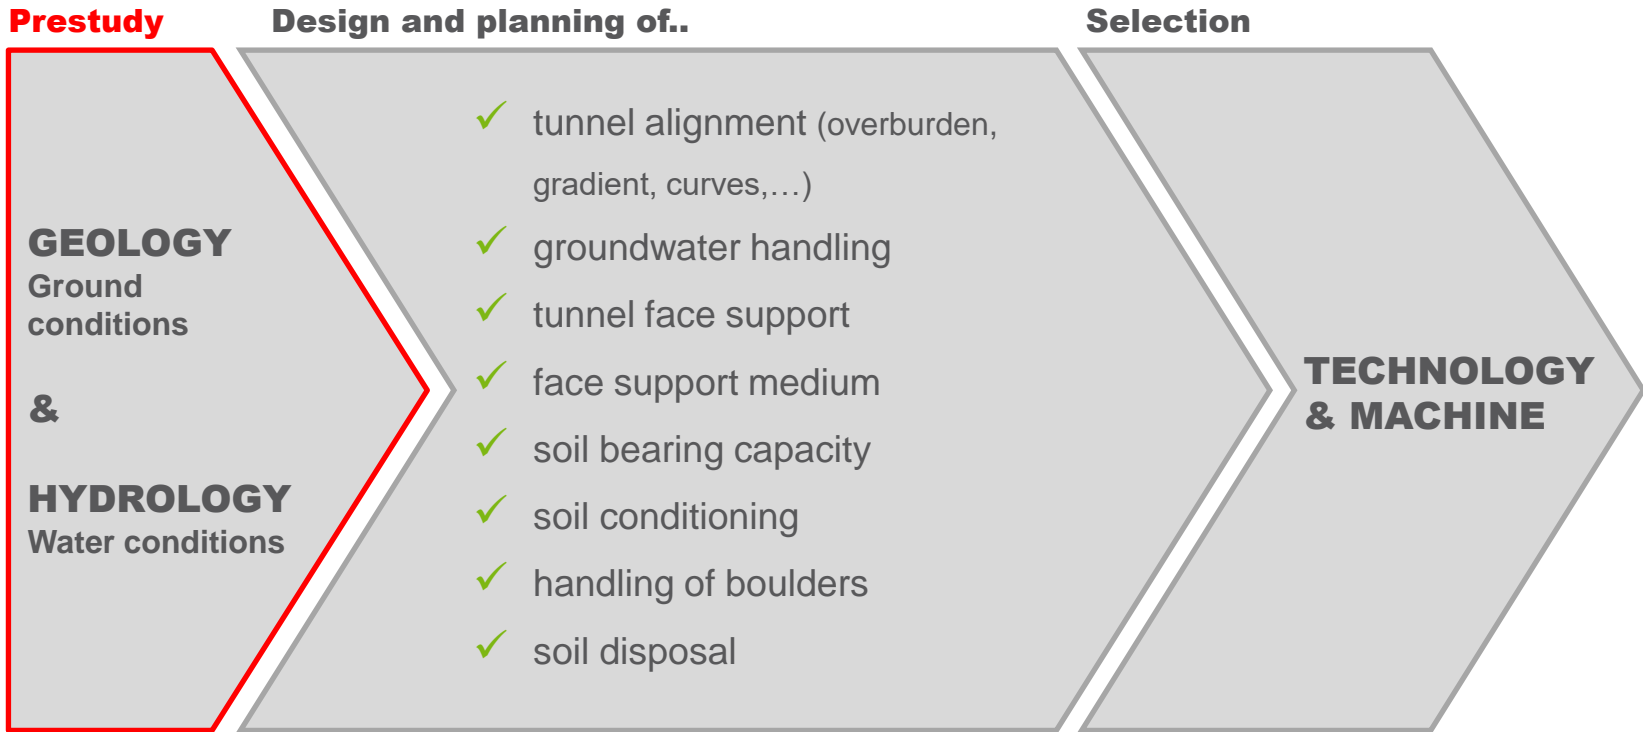 Prestudy
GEOLOGY
Ground
conditions
&
HYDROLOGY
Water conditions
Design and planning of..
✓ tunnel alignment (overburden,
gradient, curves,…)
✓ groundwater handling
✓ tunnel face support
✓ face support medium
✓ soil bearing capacity
✓ soil conditioning
✓ handling of boulders
✓ soil disposal
Selection
TECHNOLOGY
& MACHINE